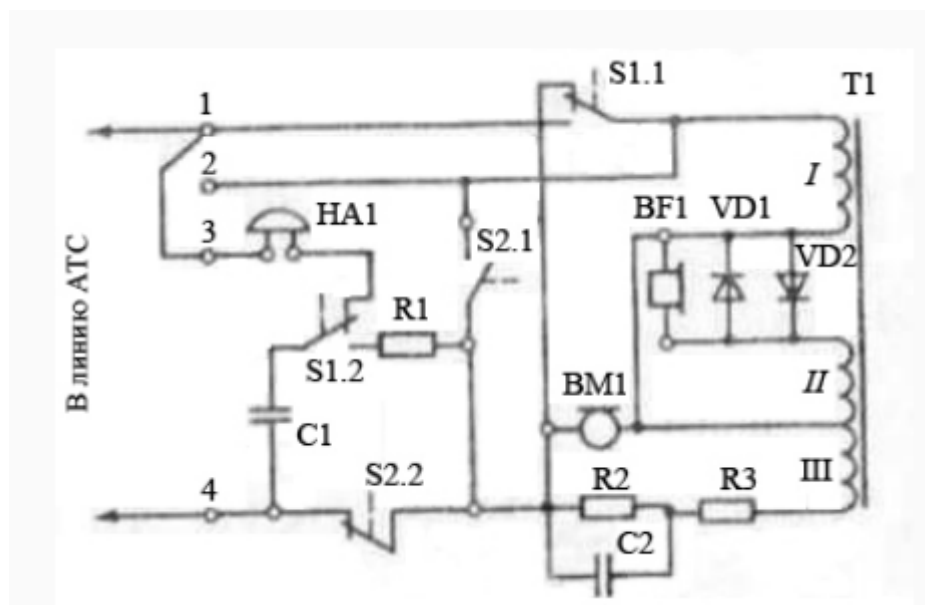 S1.1
T1
1
2
I
BF1 VD1
HA1
3
S2.1
VD2
R1
В линию АТС
S1.2
BM1
II
C1
S2.2
R2
R3
III
4
C2